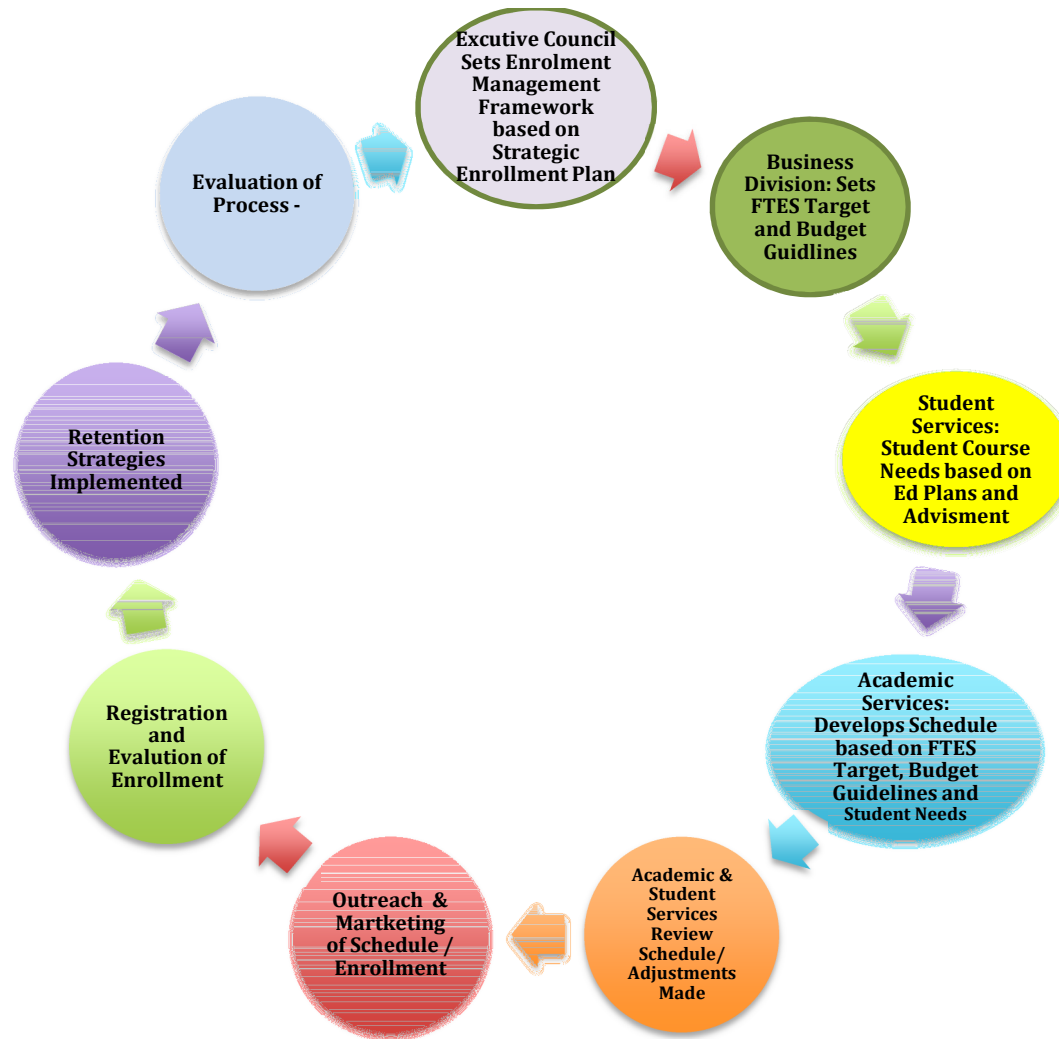 Excutive Council
Sets Enrolment
Management
Framework
based on
Strategic
Enrollment Plan
Business
Division: Sets
FTES Target
and Budget
Guidlines
Student
Services:
Student Course
Needs based on
Ed Plans and
Advisment
Academic
Services:
Develops Schedule
based on FTES
Target, Budget
Guidelines and
Student Needs
Academic &
Student
Services
Review
Schedule/
Adjustments
Made
Outreach &
Martketing
of Schedule /
Enrollment
Registration
and
Evalution of
Enrollment
Retention
Strategies
Implemented
Evaluation of
Process -